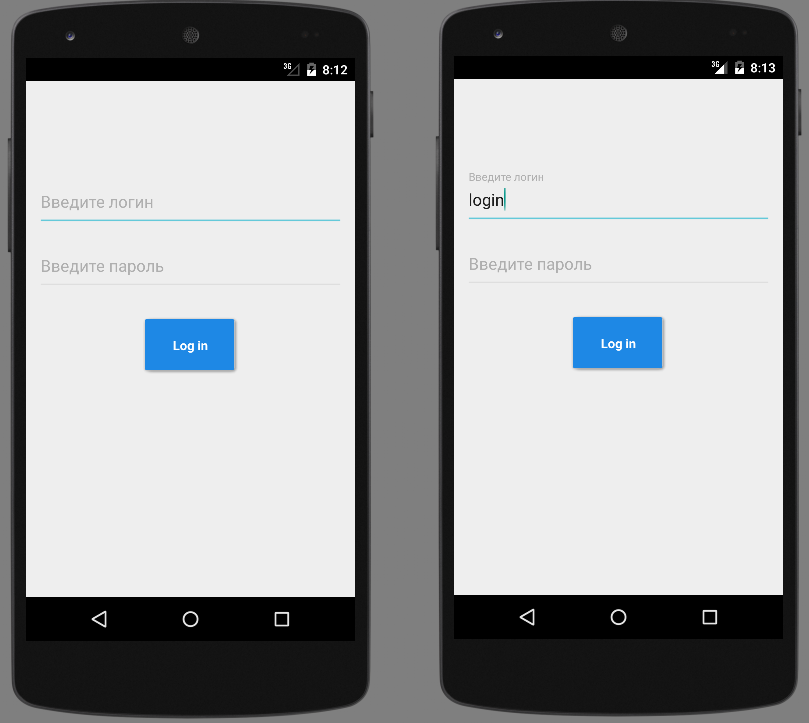 3G 8:12
Введите логин
Введите пароль
Log in
3G 8:13
Введите логин
login
Введите пароль
Log in